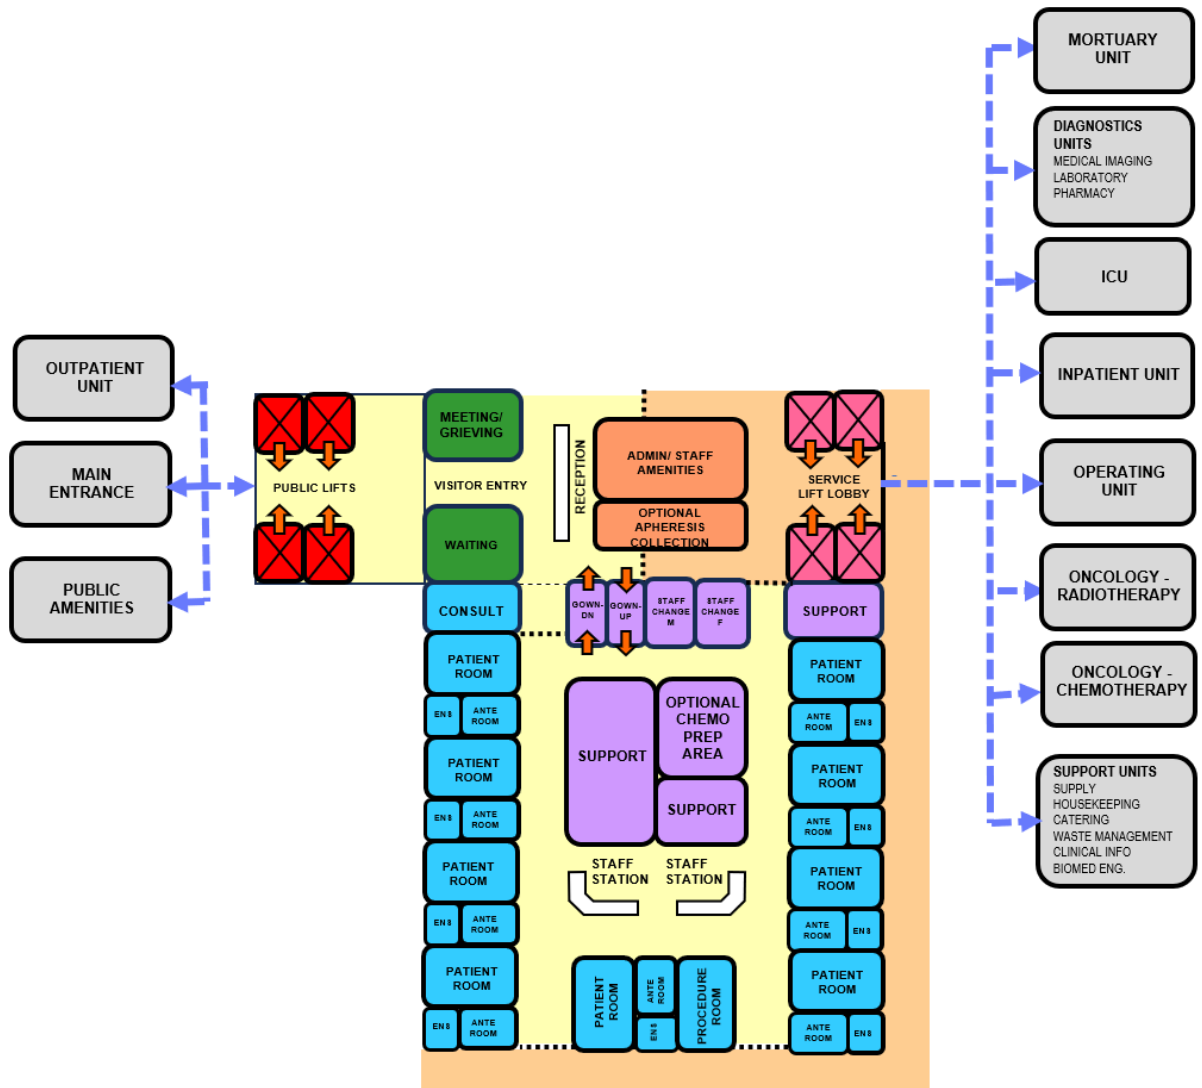 MORTUARY
UNIT
DIAGNOSTICS
UNITS
MEDICAL IMAGING
LABORATORY
PHARMACY
ICU
INPATIENT UNIT
OPERATING
UNIT
ONCOLOGY -
RADIOTHERAPY
ONCOLOGY -
CHEMOTHERAPY
SUPPORT UNITS
SUPPLY
HOUSEKEEPING
CATERING
WASTE MANAGEMENT
CLINICAL INFO
BIOMED ENG.
OUTPATIENT
UNIT
MAIN
ENTRANCE
PUBLIC
AMENITIES
PUBLIC LIFTS
MEETING/
GRIEVING
VISITOR ENTRY
WAITING
RECEPTION
ADMIN/ STAFF
AMENITIES
OPTIONAL
APHERESIS
COLLECTION
SERVICE
LIFT LOBBY
CONSULT
GOWN-
DN
GOWN-
UP
STAFF
CHANGE
M
STAFF
CHANGE
F
SUPPORT
PATIENT
ROOM
ENS
ANTE
ROOM
PATIENT
ROOM
ENS
ANTE
ROOM
PATIENT
ROOM
ENS
ANTE
ROOM
PATIENT
ROOM
ENS
ANTE
ROOM
SUPPORT
OPTIONAL
CHEMO
PREP
AREA
SUPPORT
STAFF
STATION
STAFF
STATION
PATIENT
ROOM
ANTE
ROOM
ENS
PROCEDURE
ROOM
PATIENT
ROOM
ANTE
ROOM
ENS
PATIENT
ROOM
ANTE
ROOM
ENS
PATIENT
ROOM
ANTE
ROOM
ENS
PATIENT
ROOM
ANTE
ROOM
ENS